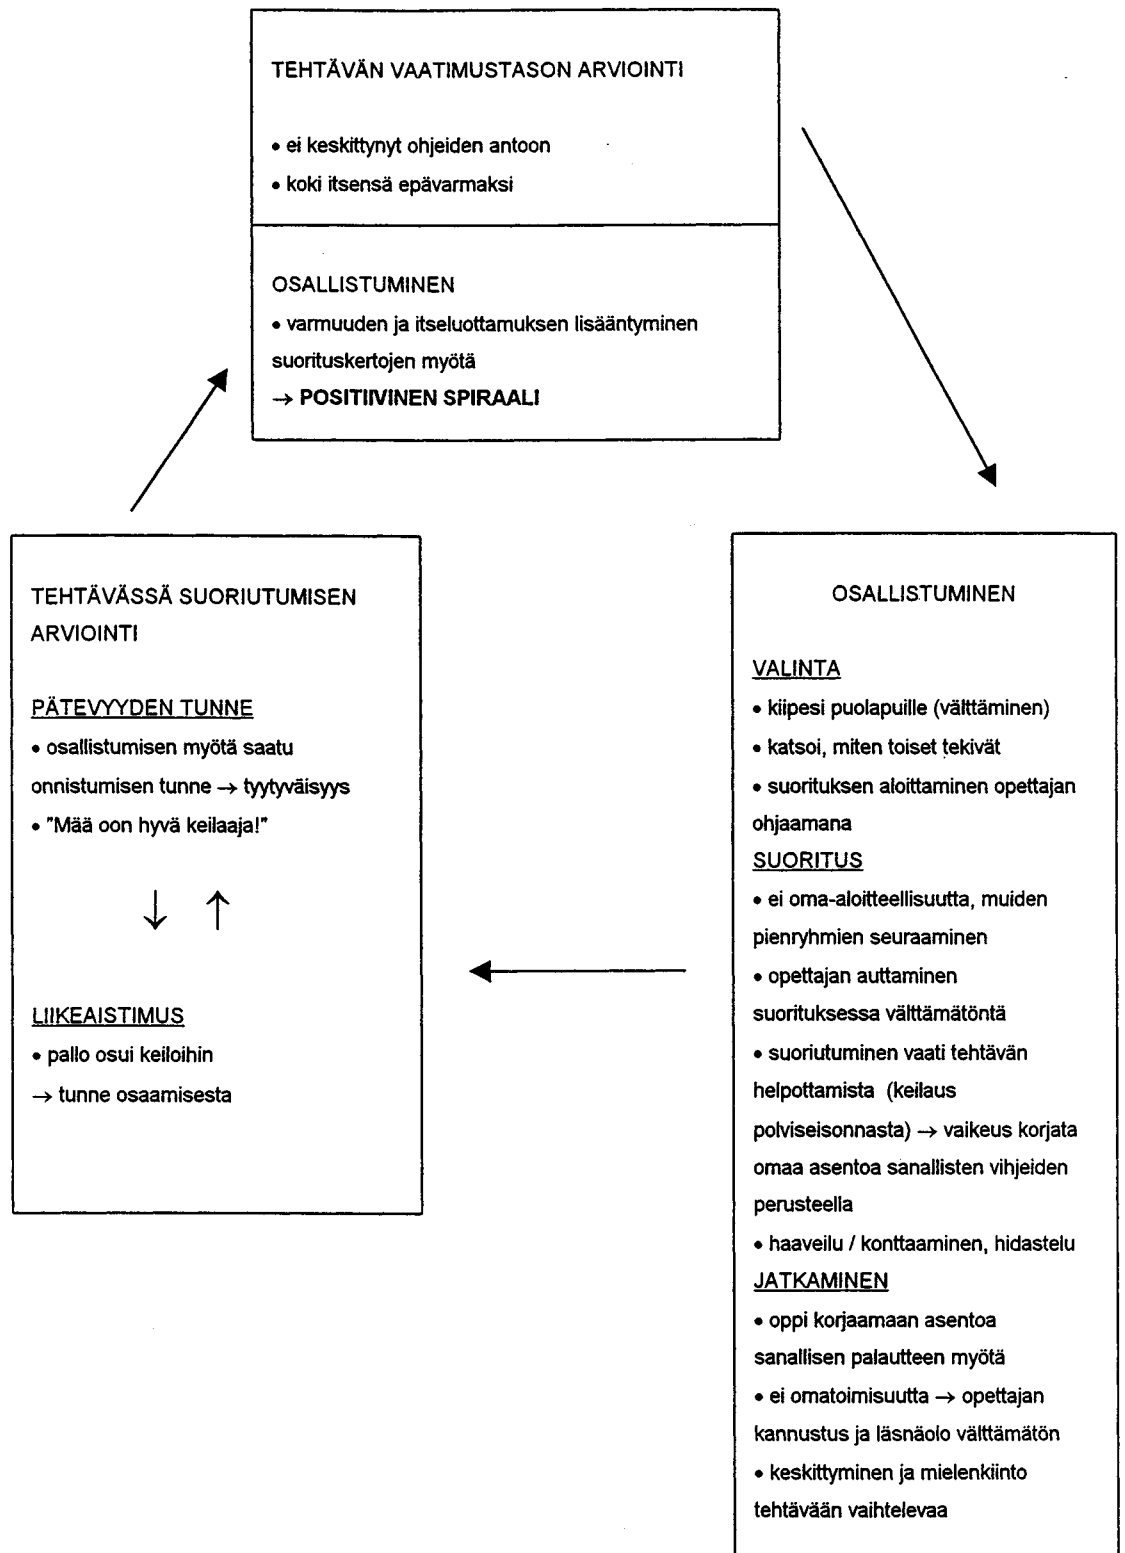 TEHTÄVÄN VAATIMUSTASON ARVIOINTI
• ei keskittynyt ohjeiden antoon
• koki itsensä epävarmaksi
OSALLISTUMINEN
• varmuuden ja itseluottamuksen lisääntyminen
suorituskertojen myötä
→ POSITIIVINEN SPIRAALI
TEHTÄVÄSSÄ SUORIUTUMISEN
ARVIOINTI
PÄTEVYYDEN TUNNE
• osallistumisen myötä saatu
onnistumisen tunne → tyytyväisyys
• "Mää oon hyvä keilaaja!"
↓ ↑
LIIKEAISTIMUS
• pallo osui keiloihin
→ tunne osaamisesta
OSALLISTUMINEN
VALINTA
• kiipesi puolapuille (välttäminen)
• katsoi, miten toiset tekivät
• suorituksen aloittaminen opettajan
ohjaamana
SUORITUS
• ei oma-aloitteellisuutta, muiden
pienryhmien seuraaminen
• opettajan auttaminen
suorituksessa välttämätöntä
• suoriutuminen vaati tehtävän
helpottamista (keilaus
polviseisonnasta) → vaikeus korjata
omaa asentoa sanallisten vihjeiden
perusteella
• haaveilu / konttaaminen, hidastelu
JATKAMINEN
• oppi korjaamaan asentoa
sanallisen palautteen myötä
• ei omatoimisuutta → opettajan
kannustus ja läsnäolo välttämätön
• keskittyminen ja mielenkiinto
tehtävään vaihtelevaa